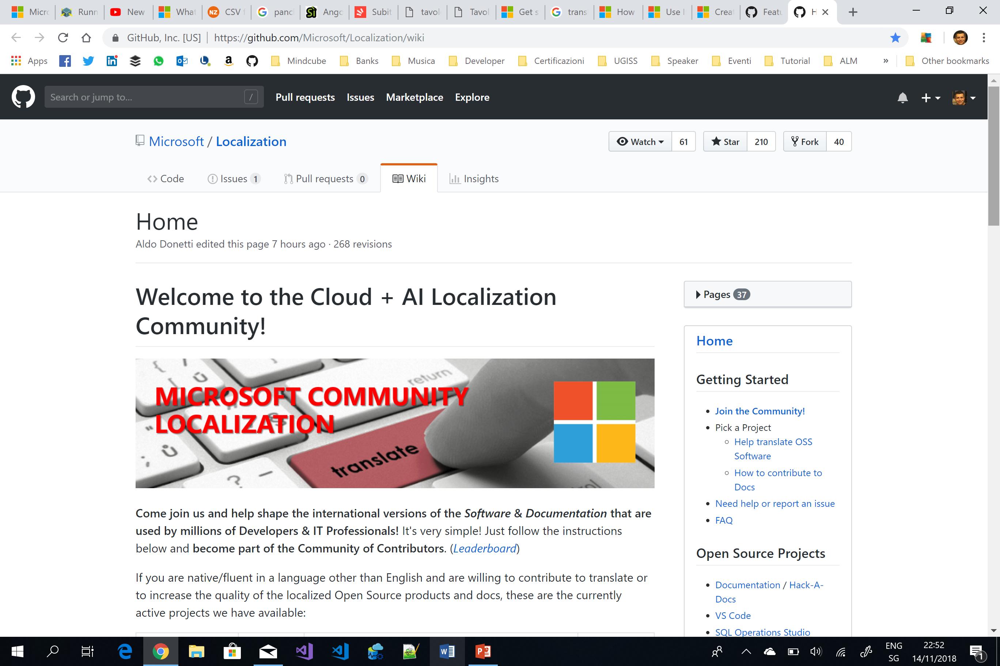 Micro
Runn
New
What
CSV f
panc
Ango
Subit
tavol
Tavol
Get s
trans
How
Use I
Creat
Featu
H
GitHub, Inc. [US]
https://github.com/Microsoft/Localization/wiki
Apps
Mindcube
Banks
Musica
Developer
Certificazioni
UGISS
Speaker
Eventi
Tutorial
ALM
»
Other bookmarks
Search or jump to...
/
Pull requests
Issues
Marketplace
Explore
Microsoft / Localization
Watch 61
Star 210
Fork 40
Code
Issues 1
Pull requests 0
Wiki
Insights
Home
Aldo Donetti edited this page 7 hours ago · 268 revisions
Welcome to the Cloud + AI Localization
Community!
return
MICROSOFT COMMUNITY
LOCALIZATION
translate
Come join us and help shape the international versions of the Software & Documentation that are
used by millions of Developers & IT Professionals! It's very simple! Just follow the instructions
below and become part of the Community of Contributors. (Leaderboard)
If you are native/fluent in a language other than English and are willing to contribute to translate or
to increase the quality of the localized Open Source products and docs, these are the currently
active projects we have available:
Pages 37
Home
Getting Started
Join the Community!
Pick a Project
Help translate OSS
Software
How to contribute to
Docs
Need help or report an issue
FAQ
Open Source Projects
Documentation / Hack-A-
Docs
VS Code
SQL Operations Studio
ENG
SG
22:52
14/11/2018
1